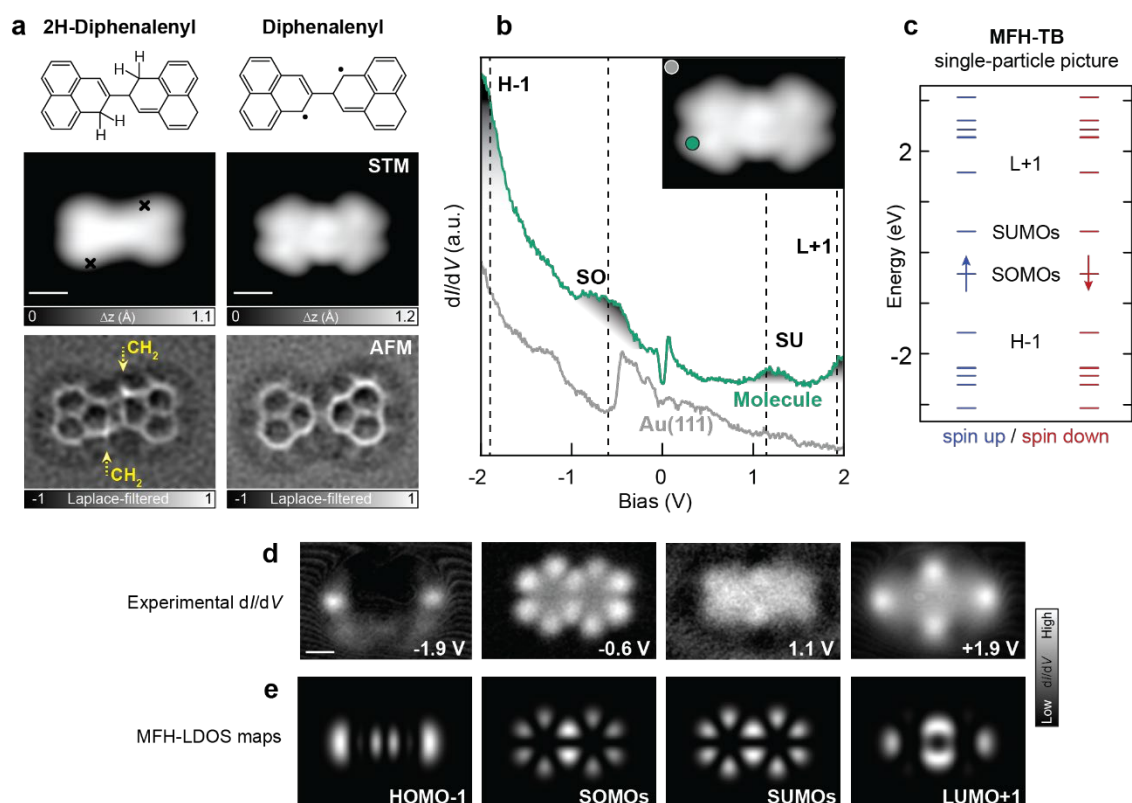 a
2H-Diphenalenyl
Diphenalenyl
H
H
H
H
STM
0 Δz (Å) 1.1
0 Δz (Å) 1.2
CH2
CH2
AFM
-1 Laplace-filtered 1
-1 Laplace-filtered 1
b
H-1
L+1
SO
SU
Molecule
Au(111)
dI/dV (a.u.)
-2 -1 0 1 2
Bias (V)
c
MFH-TB
single-particle picture
L+1
SUMOs
SOMOs
H-1
2
-2
Energy (eV)
spin up / spin down
d
Experimental dI/dV
-1.9 V
-0.6 V
1.1 V
+1.9 V
e
MFH-LDOS maps
HOMO-1
SOMOs
SUMOs
LUMO+1
Low dI/dV High